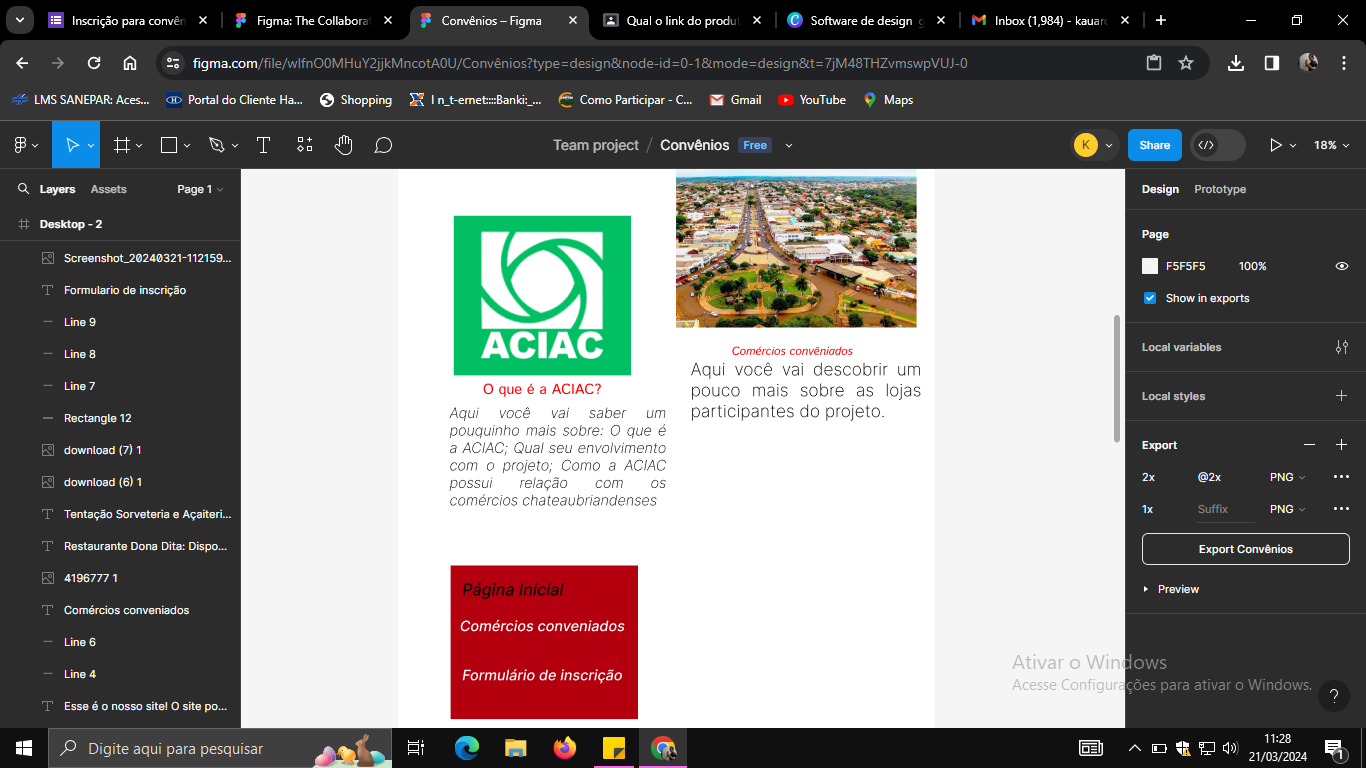 Inscrição para convên
Figma: The Collaborat
Convênios – Figma
Qual o link do produt
Software de design g
Inbox (1,984) - kauaro
figma.com/file/wlfnO0MHuY2jjkMncotA0U/Convênios?type=design&node-id=0-1&mode=design&t=7jM48THZvmswpVUJ-0
LMS SANEPAR: Aces...
Portal do Cliente Ha...
Shopping
I n_t-ernet::::Banki:_...
Como Participar - C...
Gmail
YouTube
Maps
Team project / Convênios Free
K
Share
18%
Layers
Assets
Page 1
Desktop - 2
Screenshot_20240321-112159...
Formulario de inscrição
Line 9
Line 8
Line 7
Rectangle 12
download (7) 1
download (6) 1
Tentação Sorveteria e Açaiteri...
Restaurante Dona Dita: Dispo...
4196777 1
Comércios conveniados
Line 6
Line 4
Esse é o nosso site! O site po...
ACIAC
O que é a ACIAC?
Aqui você vai saber um
pouquinho mais sobre: O que é
a ACIAC; Qual seu envolvimento
com o projeto; Como a ACIAC
possui relação com os
comércios chateaubriandenses
Comércios convêniados
Aqui você vai descobrir um
pouco mais sobre as lojas
participantes do projeto.
Página Inicial
Comércios conveniados
Formulário de inscrição
Design
Prototype
Page
F5F5F5 100%
Show in exports
Local variables
Local styles
Export
2x @2x PNG
1x Suffix PNG
Export Convênios
Preview
Ativar o Windows
Acesse Configurações para ativar o Windows.
?
Digite aqui para pesquisar
11:28
21/03/2024
1